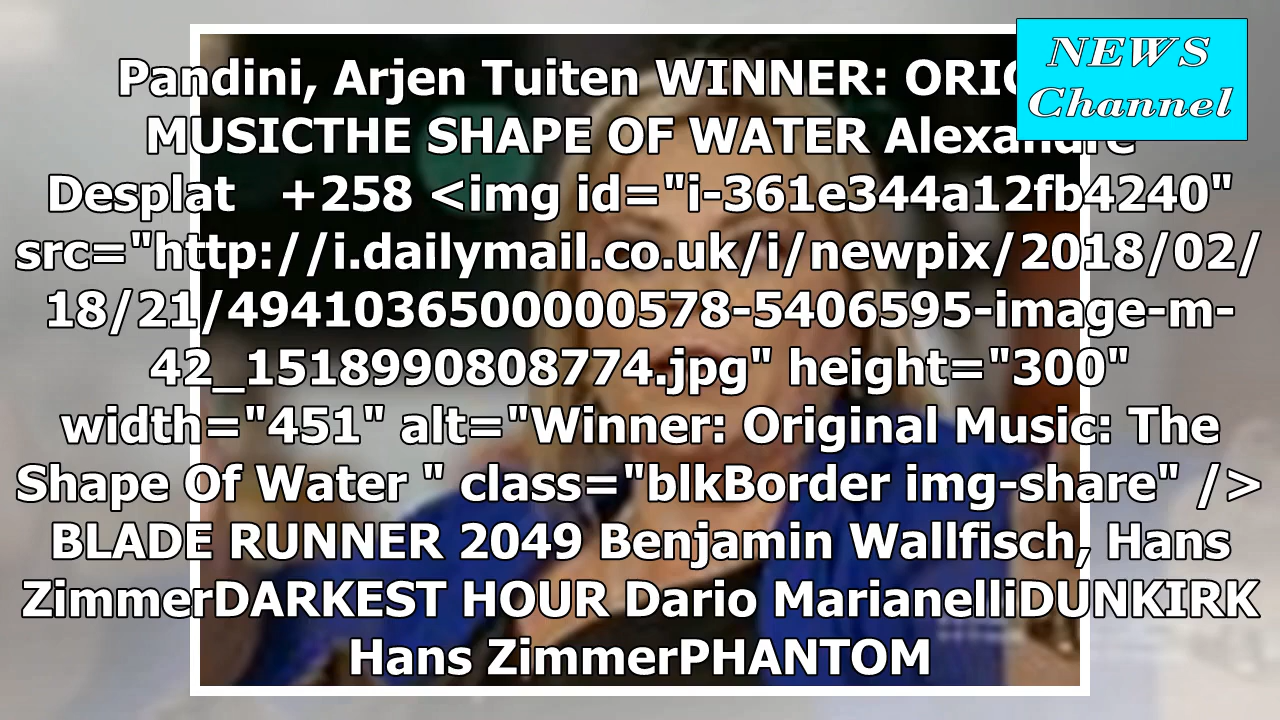 NEWS
Channel
Pandini, Arjen Tuiten WINNER: ORIG
MUSICTHE SHAPE OF WATER Alexandre
Desplat +258 <img id="i-361e344a12fb4240"
src="http://i.dailymail.co.uk/i/newpix/2018/02/
18/21/4941036500000578-5406595-image-m-
42_1518990808774.jpg" height="300"
width="451" alt="Winner: Original Music: The
Shape Of Water " class="blkBorder img-share" />
BLADE RUNNER 2049 Benjamin Wallfisch, Hans
ZimmerDARKEST HOUR Dario MarianelliDUNKIRK
Hans ZimmerPHANTOM